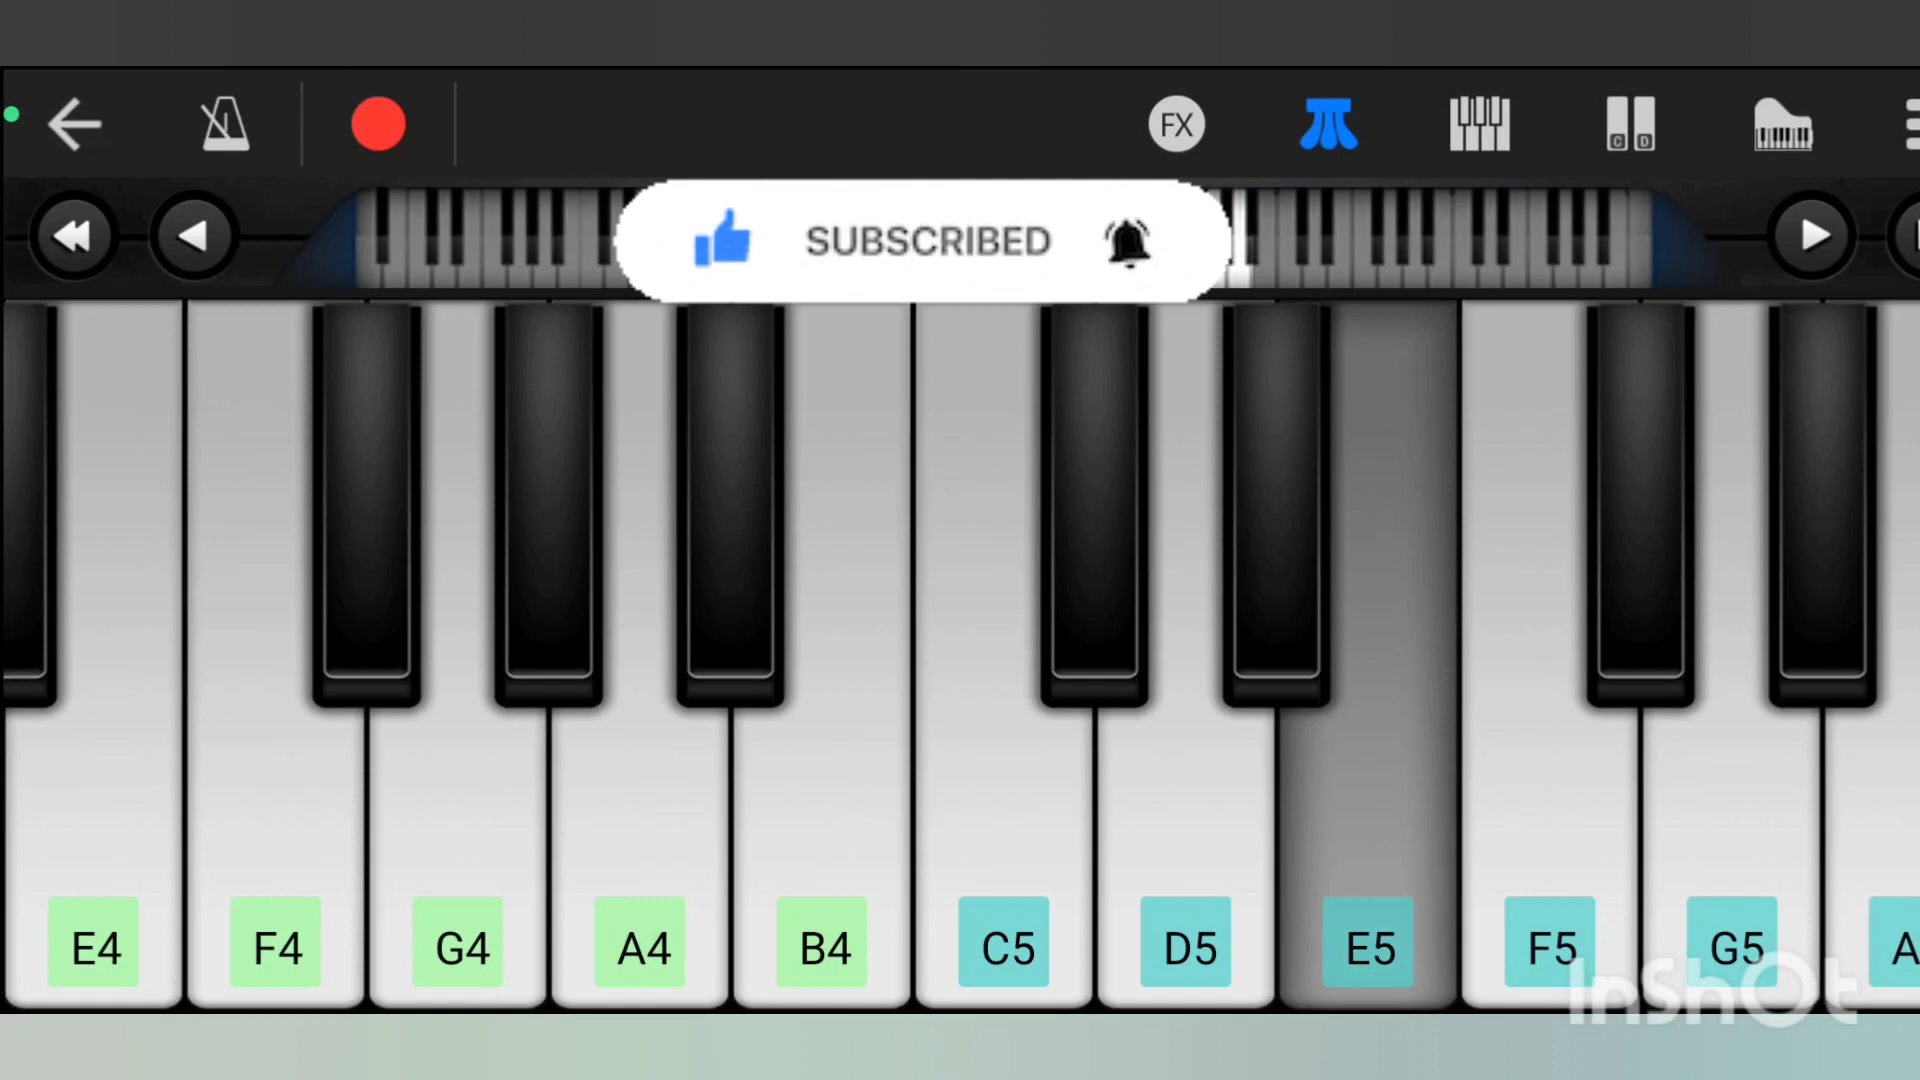 FX
C D
SUBSCRIBED
E4 F4 G4 A4 B4 C5 D5 E5 F5 G5 A
InShOt